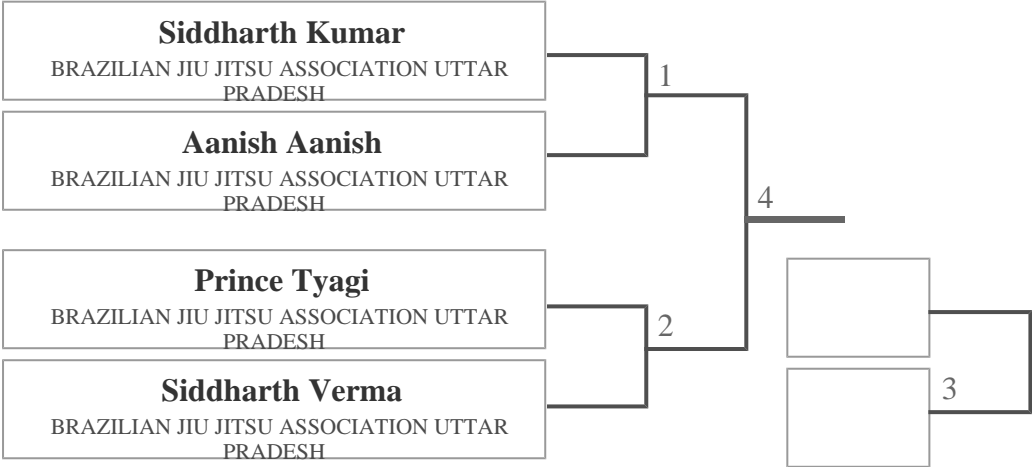 Siddharth Kumar
BRAZILIAN JIU JITSU ASSOCIATION UTTAR
PRADESH
1
Aanish Aanish
BRAZILIAN JIU JITSU ASSOCIATION UTTAR
PRADESH
4
Prince Tyagi
BRAZILIAN JIU JITSU ASSOCIATION UTTAR
PRADESH
2
Siddharth Verma
BRAZILIAN JIU JITSU ASSOCIATION UTTAR
PRADESH
3